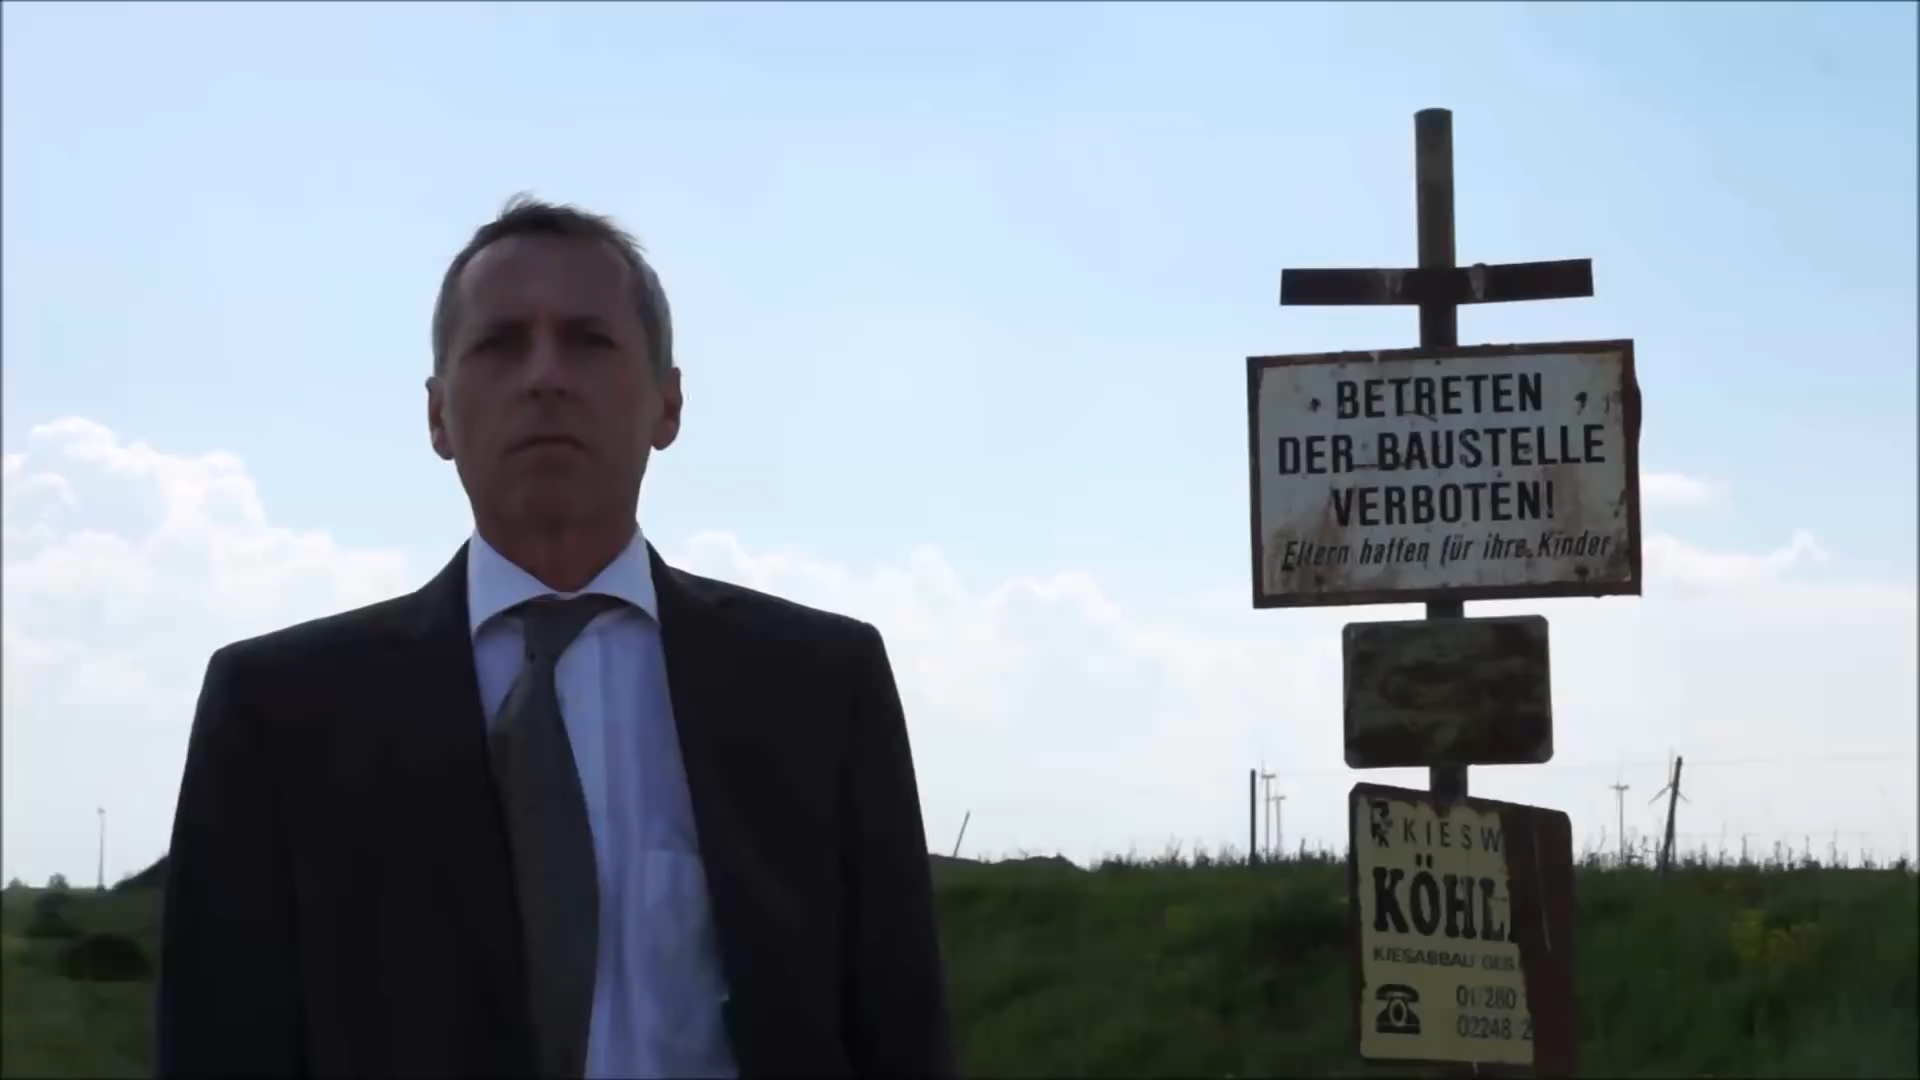 BETRETEN
DER BAUSTELLE
VERBOTEN!
Eltern haften für ihre Kinder
KIESW
KÖHL
KIESABBAU GES
01/280
02248/2